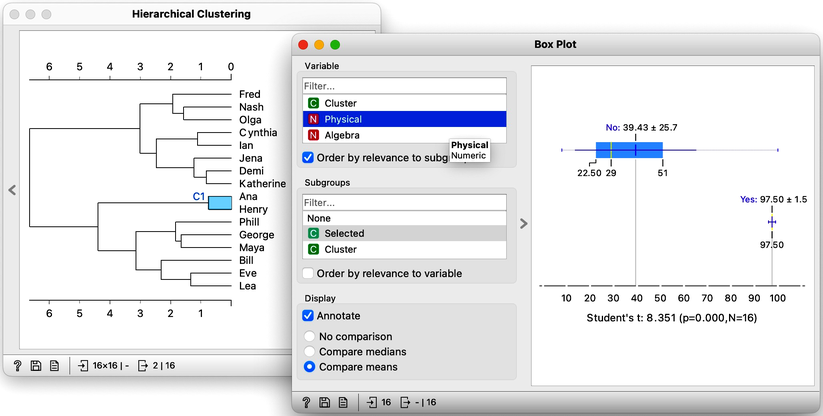 Hierarchical Clustering
6 5 4 3 2 1 0
Fred
Nash
Olga
Cynthia
Ian
Jena
Demi
Katherine
C1
Ana
Henry
Phill
George
Maya
Bill
Eve
Lea
6 5 4 3 2 1 0
16×16 | - 2 | 16
Box Plot
Variable
Filter...
C Cluster
N Physical
N Algebra
Physical
Numeric
Order by relevance to subg
Subgroups
Filter...
None
C Selected
C Cluster
Order by relevance to variable
Display
Annotate
No comparison
Compare medians
Compare means
16 - | 16
No: 39.43 ± 25.7
22.50 29 51
Yes: 97.50 ± 1.5
97.50
10 20 30 40 50 60 70 80 90 100
Student's t: 8.351 (p=0.000,N=16)